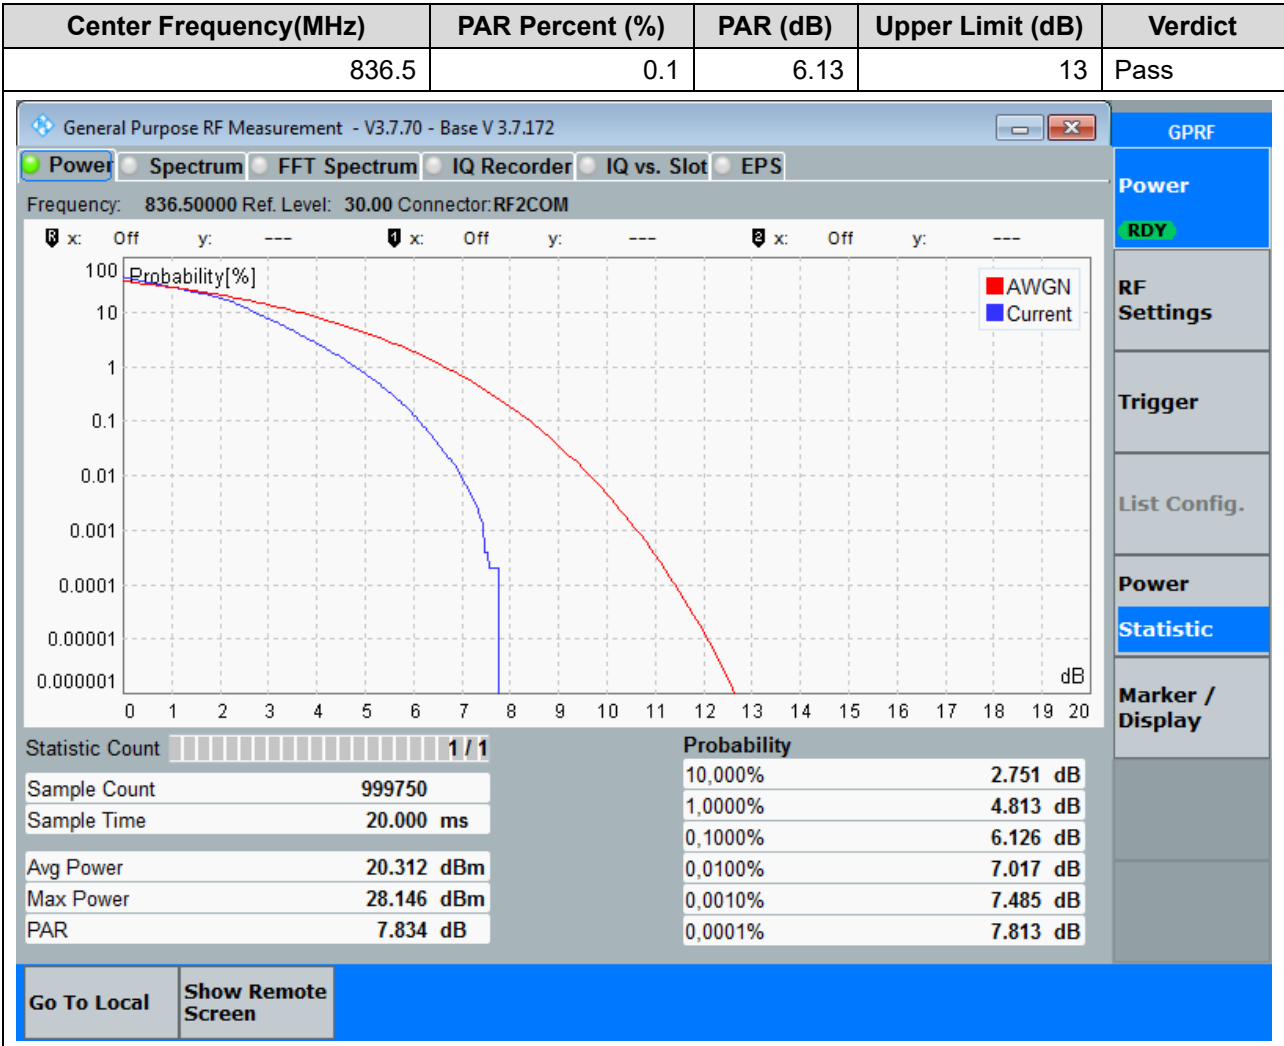 Center Frequency(MHz) PAR Percent (%) PAR (dB) Upper Limit (dB) Verdict
836.5 0.1 6.13 13 Pass
General Purpose RF Measurement - V3.7.70 - Base V 3.7.172
GPRF
Power Spectrum FFT Spectrum IQ Recorder IQ vs. Slot EPS
Power
RDY
Frequency: 836.50000 Ref. Level: 30.00 Connector: RF2COM
R x: Off y: --- 1 x: Off y: --- 2 x: Off y: ---
Probability[%]
AWGN
Current
100
10
1
0.1
0.01
0.001
0.0001
0.00001
0.000001
dB
0 1 2 3 4 5 6 7 8 9 10 11 12 13 14 15 16 17 18 19 20
RF
Settings
Trigger
List Config.
Power
Statistic
Marker /
Display
Statistic Count 1 / 1
Sample Count 999750
Sample Time 20.000 ms
Avg Power 20.312 dBm
Max Power 28.146 dBm
PAR 7.834 dB
Probability
10,000% 2.751 dB
1,0000% 4.813 dB
0,1000% 6.126 dB
0,0100% 7.017 dB
0,0010% 7.485 dB
0,0001% 7.813 dB
Go To Local
Show Remote
Screen